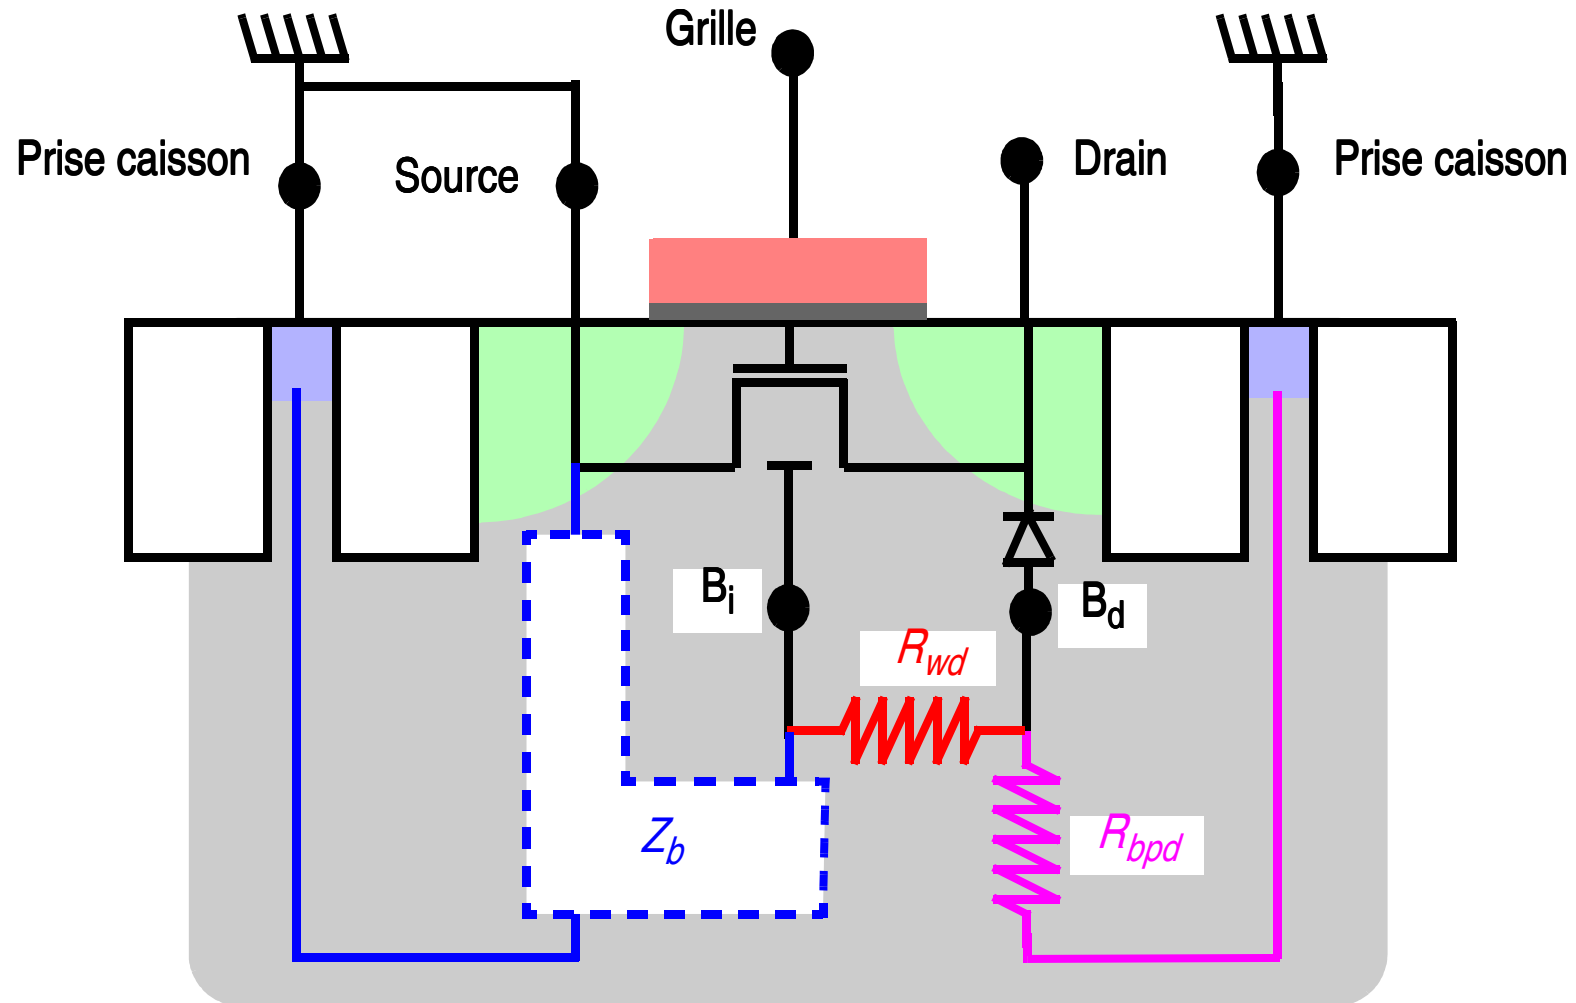 Grille
Prise caisson
Source
Drain
Prise caisson
Bi
Bd
Rwd
Zb
Rbpd